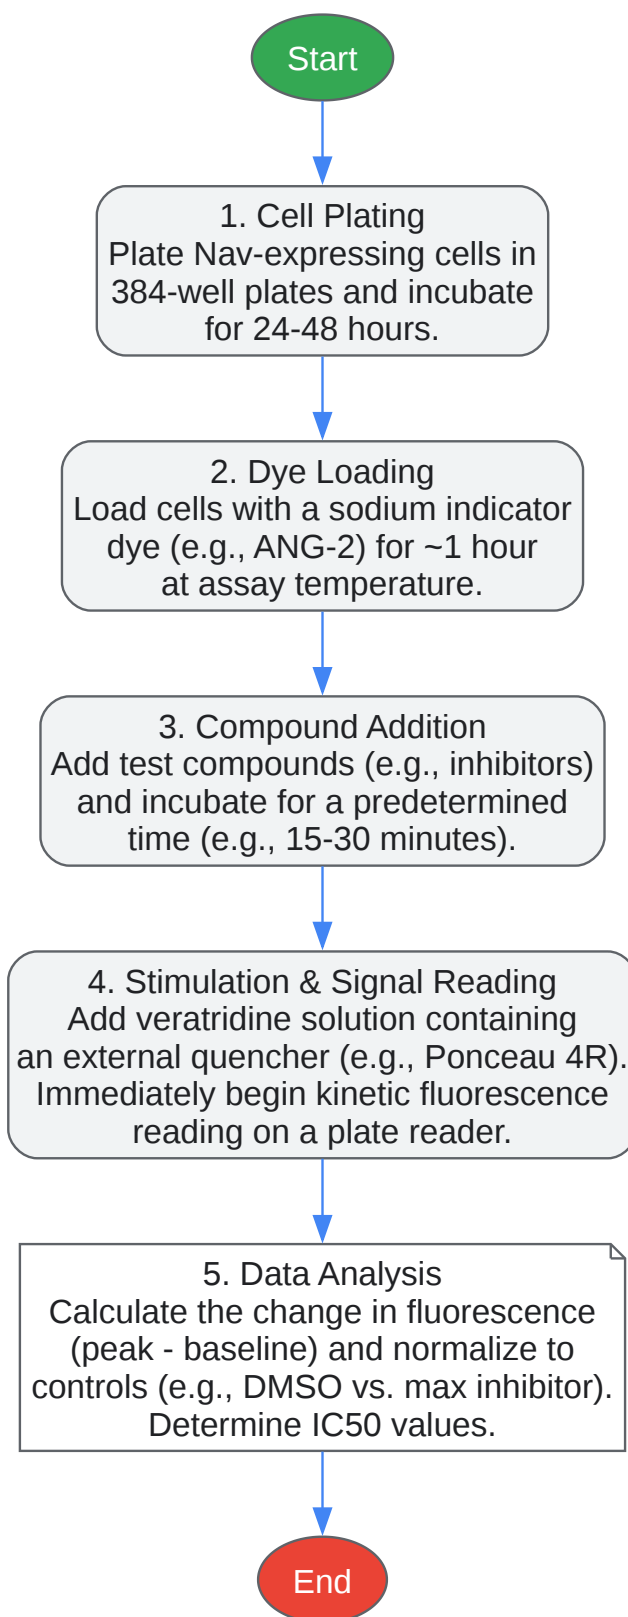 Start
1. Cell Plating
Plate Nav-expressing cells in
384-well plates and incubate
for 24-48 hours.
2. Dye Loading
Load cells with a sodium indicator
dye (e.g., ANG-2) for ~1 hour
at assay temperature.
3. Compound Addition
Add test compounds (e.g., inhibitors)
and incubate for a predetermined
time (e.g., 15-30 minutes).
4. Stimulation & Signal Reading
Add veratridine solution containing
an external quencher (e.g., Ponceau 4R).
Immediately begin kinetic fluorescence
reading on a plate reader.
5. Data Analysis
Calculate the change in fluorescence
(peak - baseline) and normalize to
controls (e.g., DMSO vs. max inhibitor).
Determine IC50 values.
End